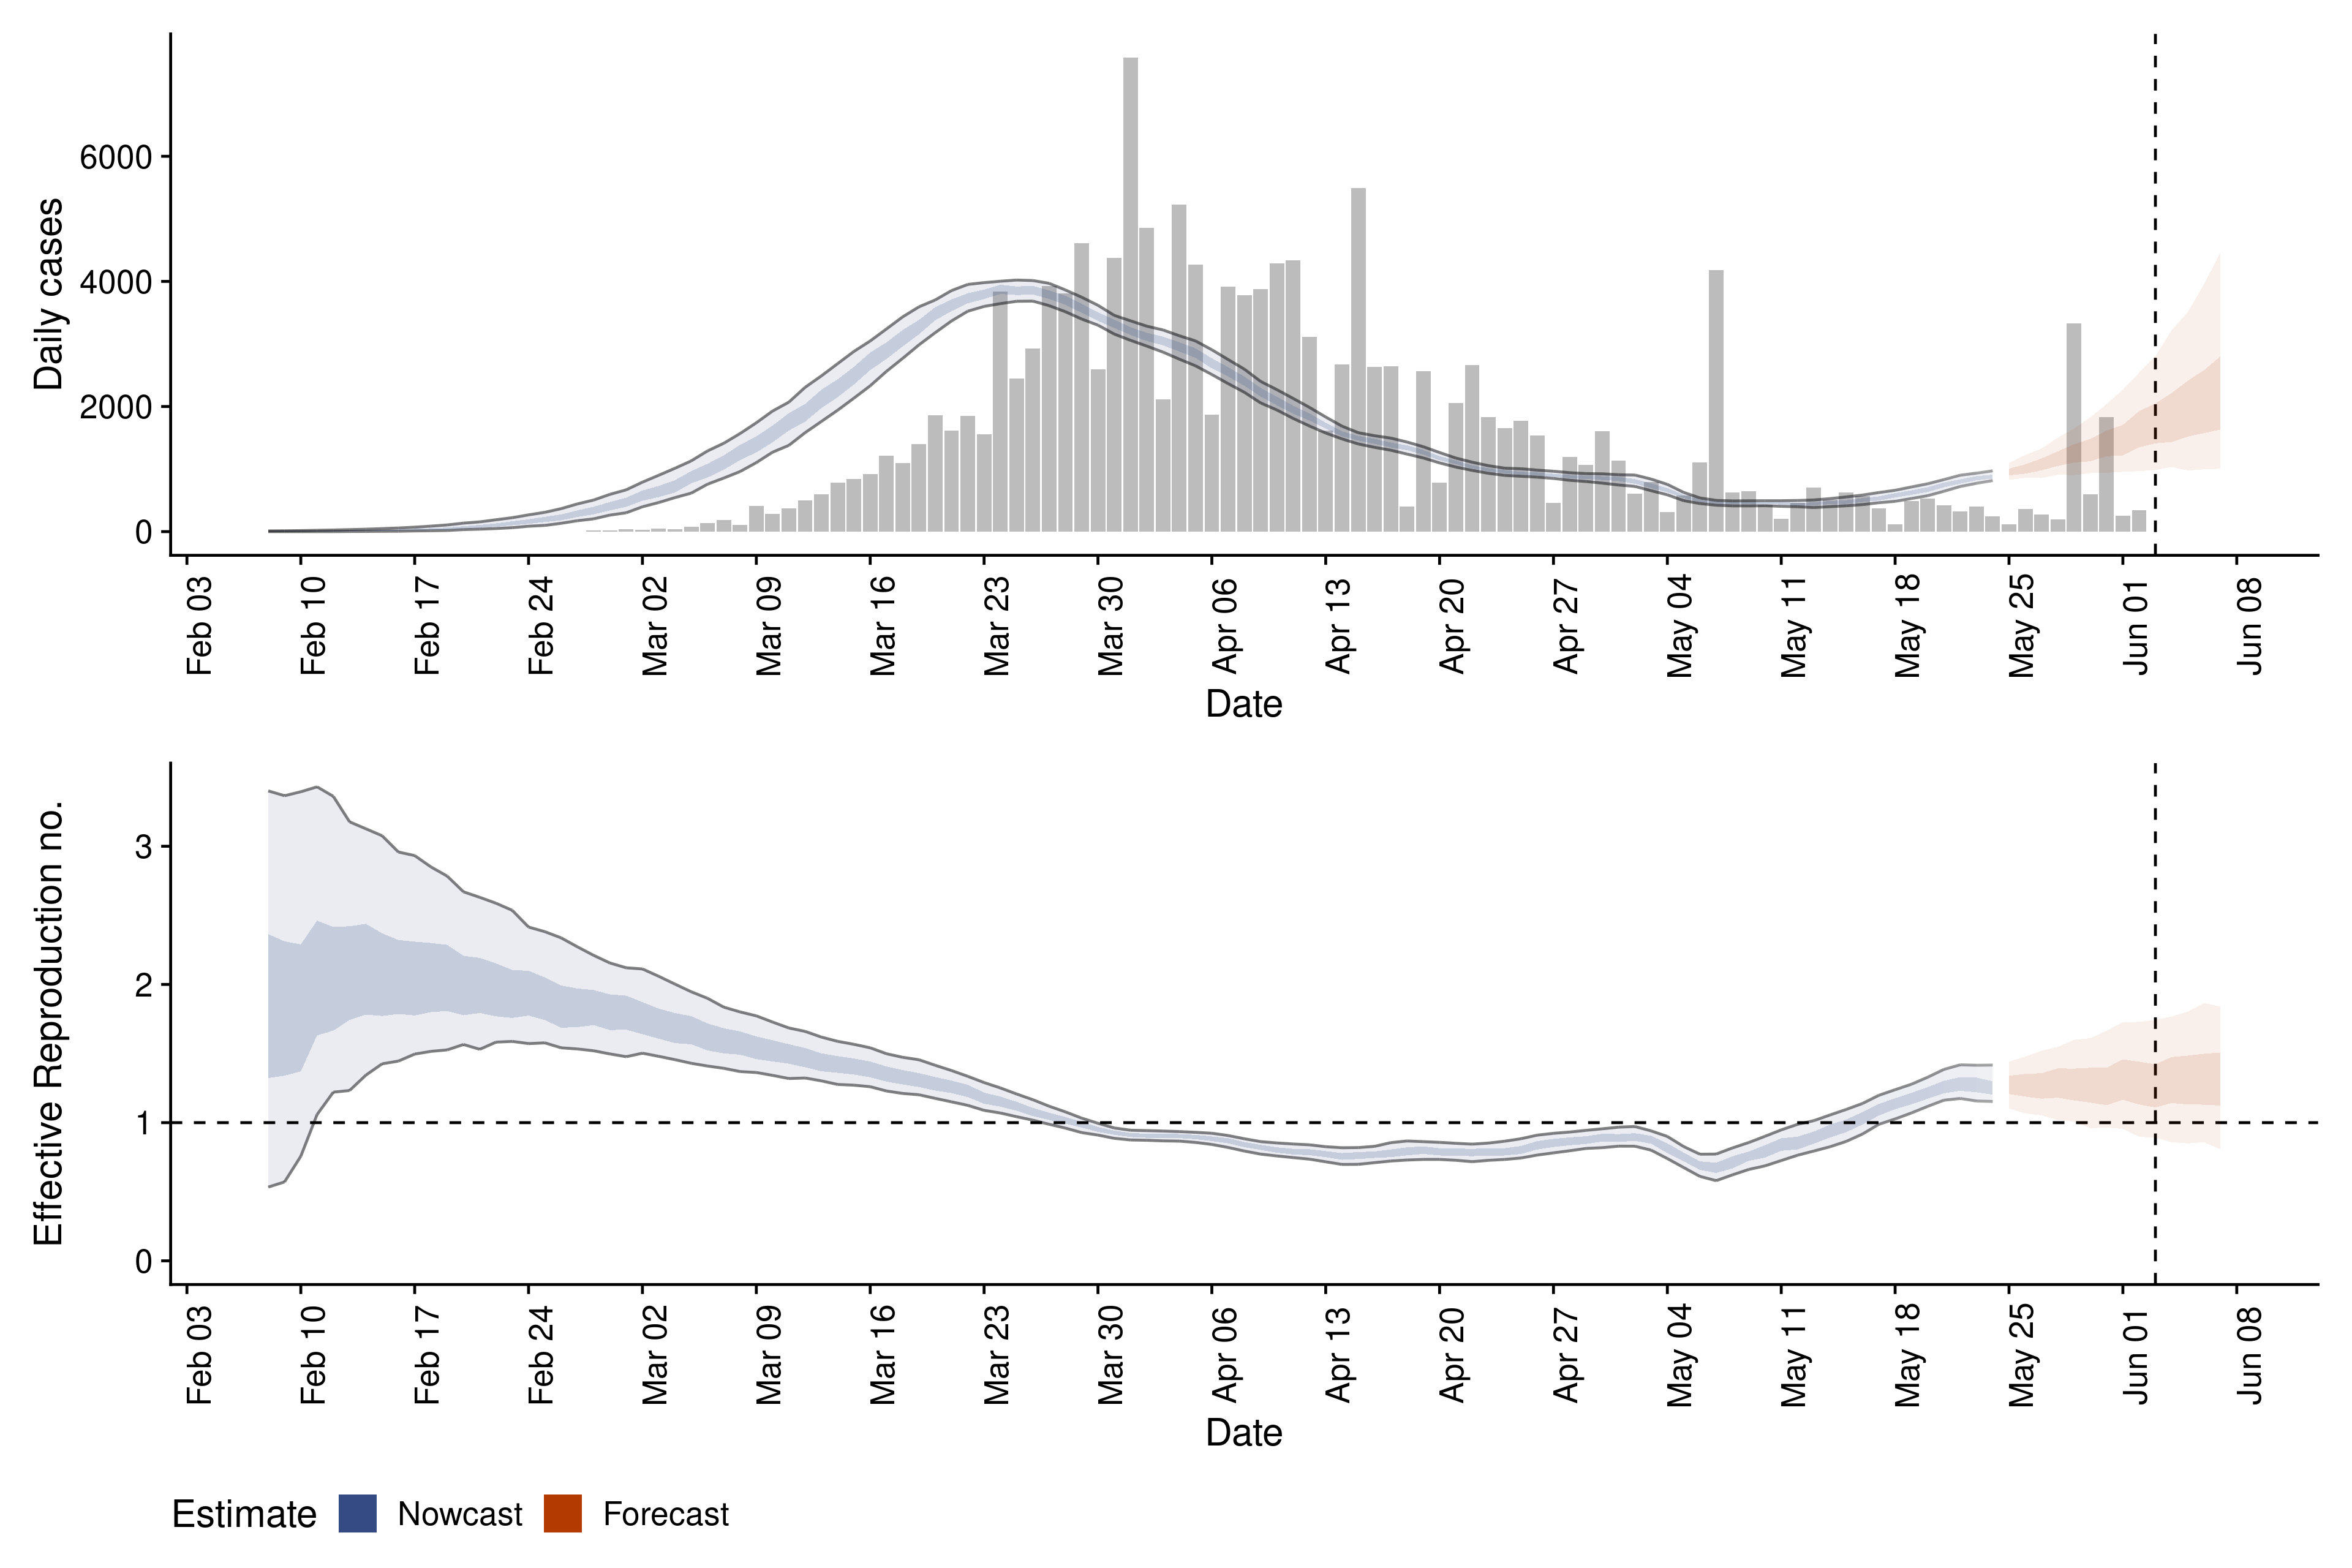 Daily cases
6000
4000
2000
0
Feb 03
Feb 10
Feb 17
Feb 24
Mar 02
Mar 09
Mar 16
Mar 23
Mar 30
Apr 06
Apr 13
Apr 20
Apr 27
May 04
May 11
May 18
May 25
Jun 01
Jun 08
Date
Effective Reproduction no.
3
2
1
0
Feb 03
Feb 10
Feb 17
Feb 24
Mar 02
Mar 09
Mar 16
Mar 23
Mar 30
Apr 06
Apr 13
Apr 20
Apr 27
May 04
May 11
May 18
May 25
Jun 01
Jun 08
Date
Estimate Nowcast Forecast